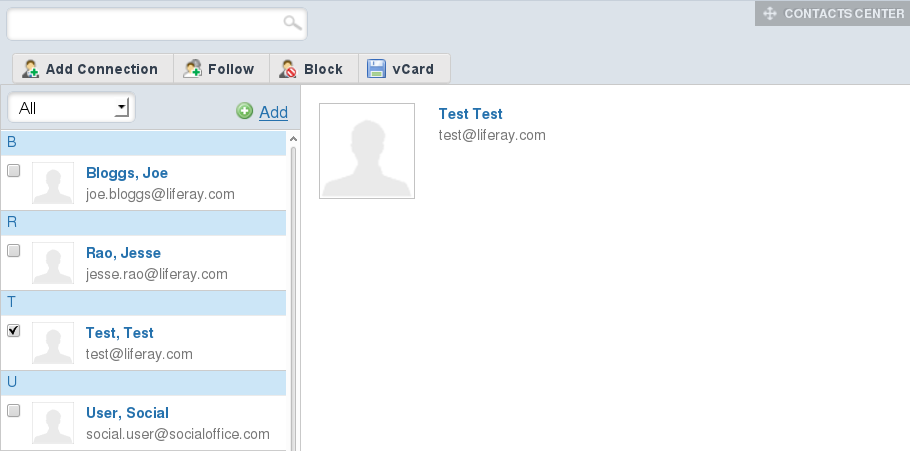 CONTACTS CENTER
Add Connection Follow Block vCard
All Add
B
Bloggs, Joe
joe.bloggs@liferay.com
R
Rao, Jesse
jesse.rao@liferay.com
T
Test, Test
test@liferay.com
U
User, Social
social.user@socialoffice.com
Test Test
test@liferay.com